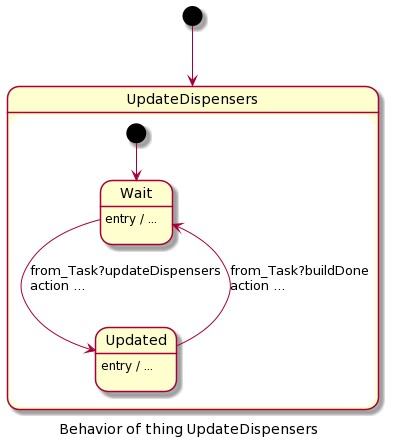 UpdateDispensers
Wait
entry / ...
from_Task?updateDispensers
action ...
from_Task?buildDone
action ...
Updated
entry / ...
Behavior of thing UpdateDispensers